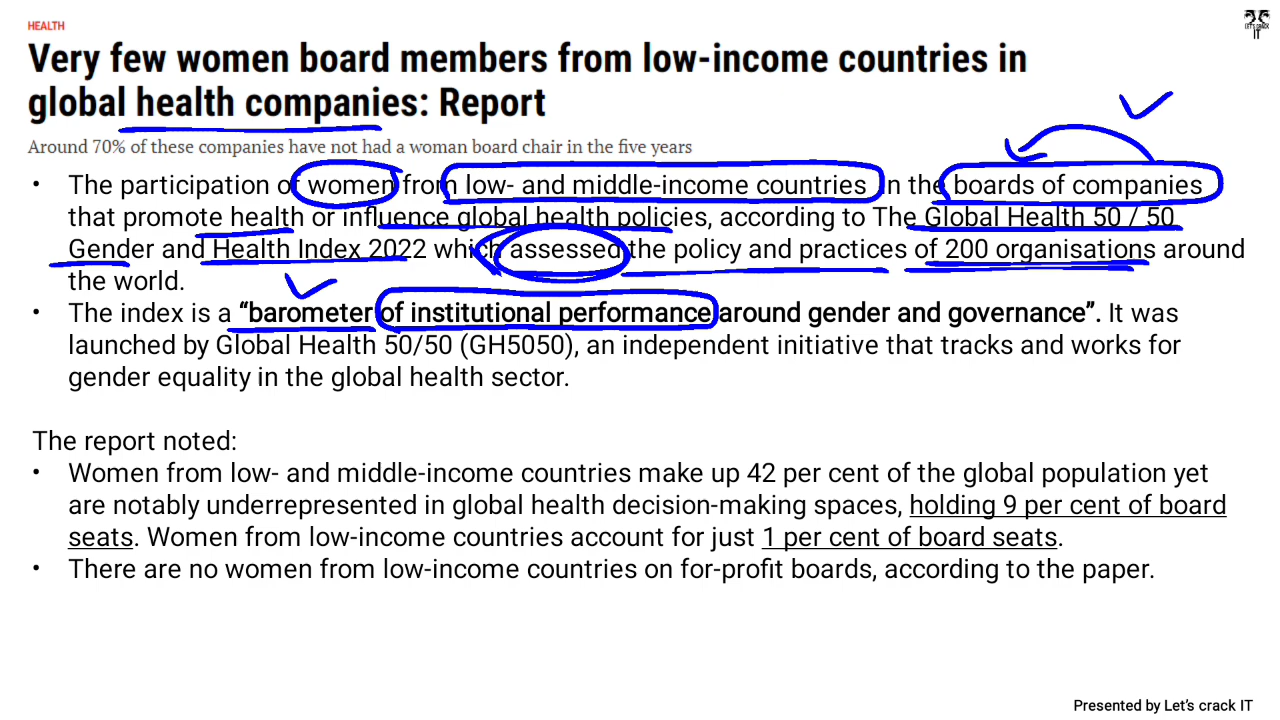 HEALTH
LET'S CRACK
IT
Very few women board members from low-income countries in
global health companies: Report
Around 70% of these companies have not had a woman board chair in the five years
• The participation of women from low- and middle-income countries in the boards of companies
that promote health or influence global health policies, according to The Global Health 50 / 50
Gender and Health Index 2022 which assessed the policy and practices of 200 organisations around
the world.
• The index is a “barometer of institutional performance around gender and governance”. It was
launched by Global Health 50/50 (GH5050), an independent initiative that tracks and works for
gender equality in the global health sector.
The report noted:
• Women from low- and middle-income countries make up 42 per cent of the global population yet
are notably underrepresented in global health decision-making spaces, holding 9 per cent of board
seats. Women from low-income countries account for just 1 per cent of board seats.
• There are no women from low-income countries on for-profit boards, according to the paper.
Presented by Let’s crack IT